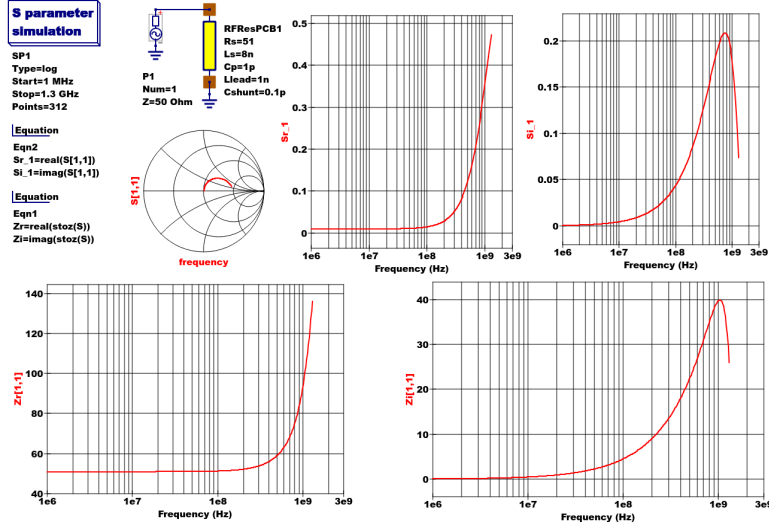 S parameter
simulation
SP1
Type=log
Start=1 MHz
Stop=1.3 GHz
Points=312
Equation
Eqn2
Sr_1=real(S[1,1])
Si_1=imag(S[1,1])
Equation
Eqn1
Zr=real(stoz(S))
Zi=imag(stoz(S))
P1
Num=1
Z=50 Ohm
RFResPCB1
Rs=51
Ls=8n
Cp=1p
Llead=1n
Cshunt=0.1p
S[1,1]
frequency
Sr_1
0.5
0.4
0.3
0.2
0.1
0
1e6 1e7 1e8 1e9 3e9
Frequency (Hz)
Si_1
0.2
0.15
0.1
0.05
0
1e6 1e7 1e8 1e9 3e9
Frequency (Hz)
Zr[1,1]
140
120
100
80
60
40
1e6 1e7 1e8 1e9 3e9
Frequency (Hz)
Zi[1,1]
40
30
20
10
0
1e6 1e7 1e8 1e9 3e9
Frequency (Hz)